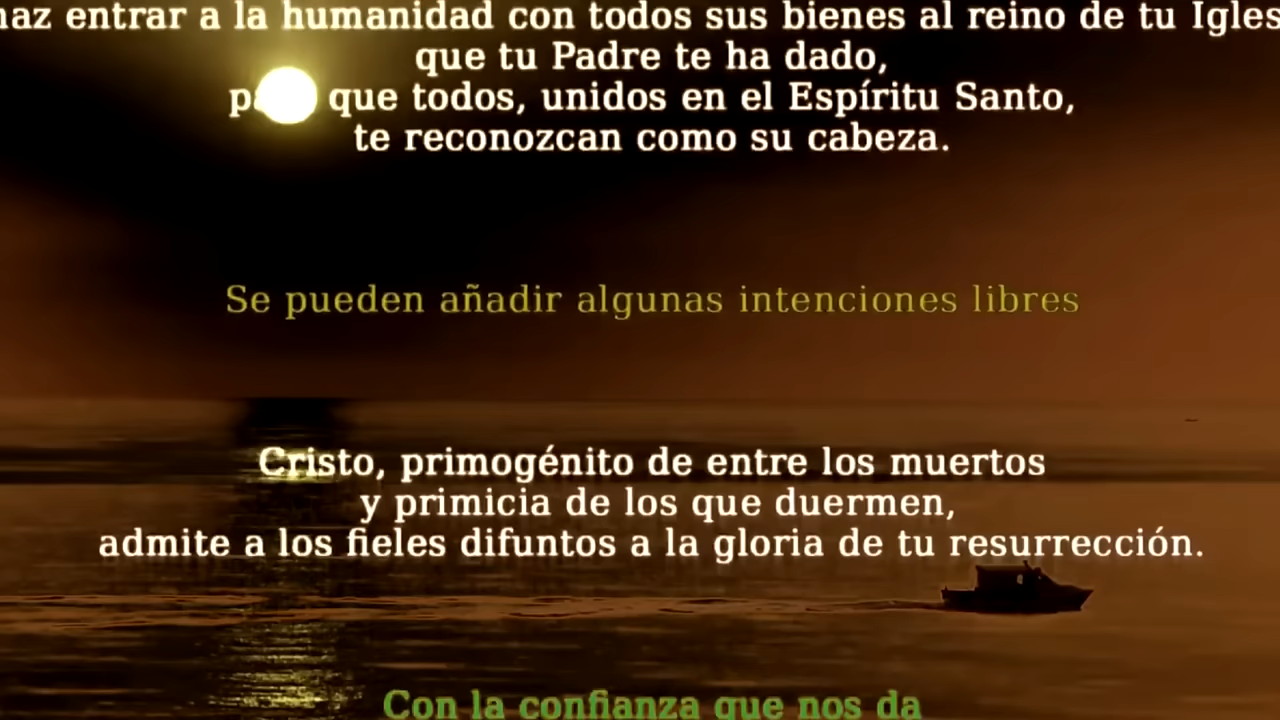 haz entrar a la humanidad con todos sus bienes al reino de tu
que tu Padre te ha dado,
que todos, unidos en el Espíritu Santo,
te reconozcan como su cabeza.
Se pueden añadir algunas intenciones libres
Cristo, primogénito de entre los muertos
y primicia de los que duermen,
admite a los fieles difuntos a la gloria de tu resurrección.
Con la confianza que nos da